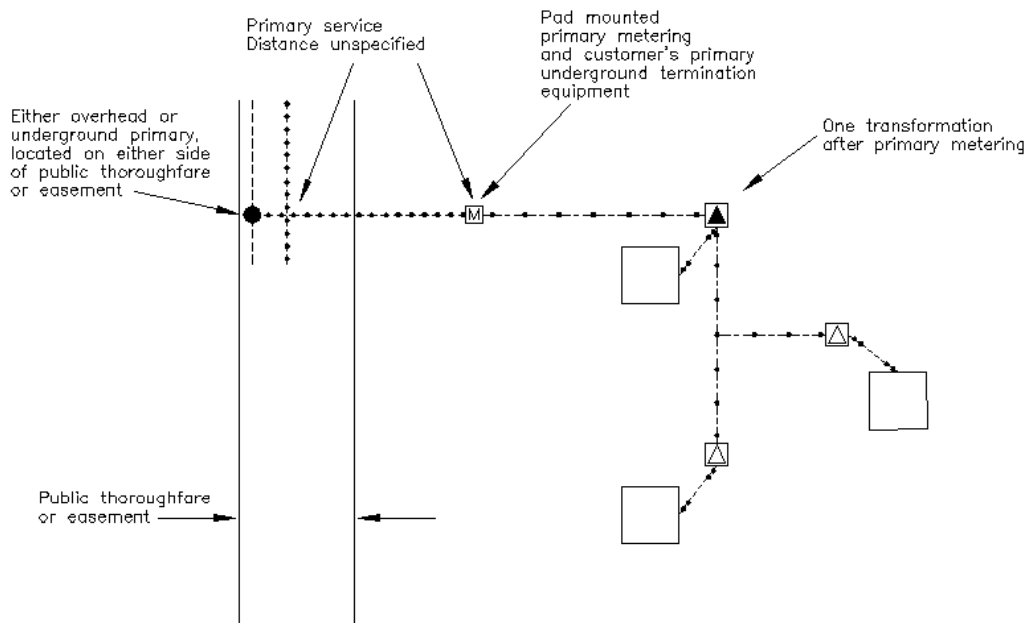 Primary service
Distance unspecified
Pad mounted
primary metering
and customer's primary
underground termination
equipment
Either overhead or
underground primary,
located on either side
of public thoroughfare
or easement
One transformation
after primary metering
M
Public thoroughfare
or easement